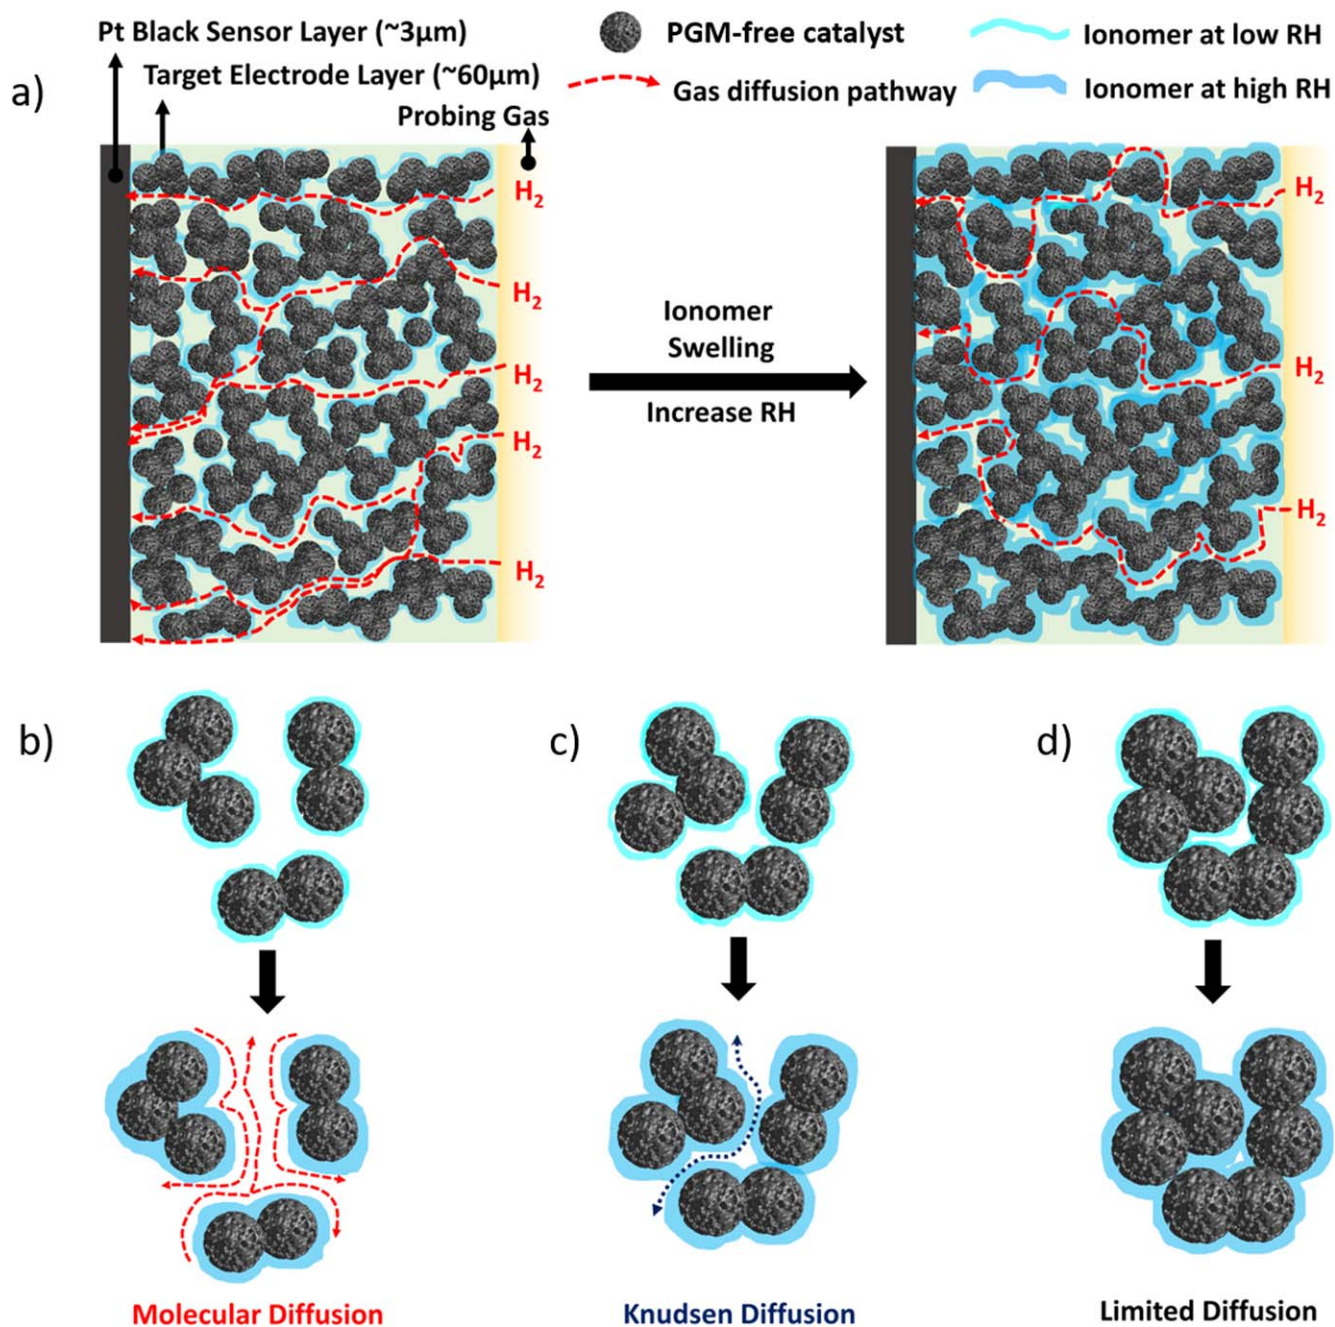 Pt Black Sensor Layer (~3µm)
PGM-free catalyst
Ionomer at low RH
a)
Target Electrode Layer (~60µm)
Gas diffusion pathway
Ionomer at high RH
Probing Gas
H2
H2
H2
H2
H2
Ionomer
Swelling
Increase RH
H2
H2
H2
b)
c)
d)
Molecular Diffusion
Knudsen Diffusion
Limited Diffusion